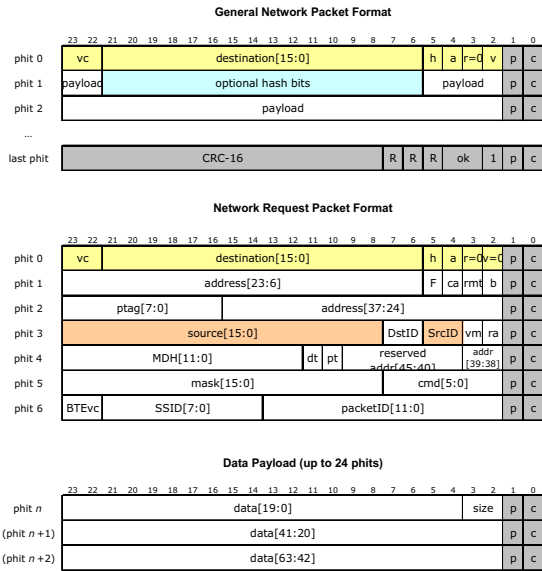 General Network Packet Format
23 22 21 20 19 18 17 16 15 14 13 12 11 10 9 8 7 6 5 4 3 2 1 0
phit 0 vc destination[15:0] h a r=0 v p c
phit 1 payload optional hash bits payload p c
phit 2 payload p c
...
last phit CRC-16 R R R ok 1 p c
Network Request Packet Format
23 22 21 20 19 18 17 16 15 14 13 12 11 10 9 8 7 6 5 4 3 2 1 0
phit 0 vc destination[15:0] h a r=0 v=0 p c
phit 1 address[23:6] F ca rmt b p c
phit 2 ptag[7:0] address[37:24] p c
phit 3 source[15:0] DstID SrcID vm ra p c
phit 4 MDH[11:0] dt pt reserved addr[45:40] addr [39:38] p c
phit 5 mask[15:0] cmd[5:0] p c
phit 6 BTEvc SSID[7:0] packetID[11:0] p c
Data Payload (up to 24 phits)
23 22 21 20 19 18 17 16 15 14 13 12 11 10 9 8 7 6 5 4 3 2 1 0
phit n data[19:0] size p c
(phit n+1) data[41:20] p c
(phit n+2) data[63:42] p c